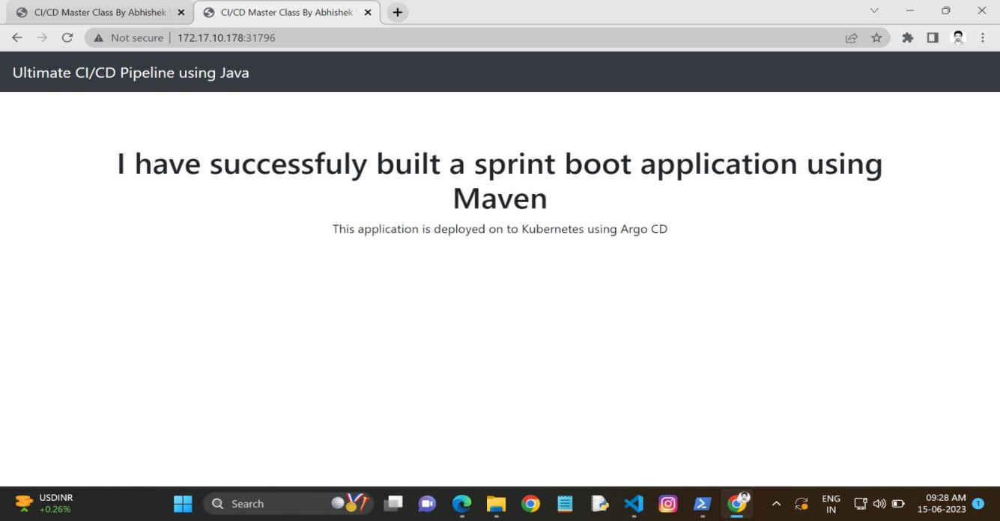 CI/CD Master Class By Abhishek
CI/CD Master Class By Abhishek
Not secure
172.17.10.178:31796
Ultimate CI/CD Pipeline using Java
I have successfuly built a sprint boot application using
Maven
This application is deployed on to Kubernetes using Argo CD
USDINR
+0.26%
Search
ENG
IN
09:28 AM
15-06-2023
1